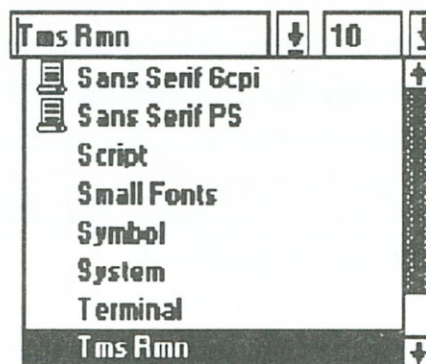 Tms Rmn 10
Sans Serif 6cpi
Sans Serif PS
Script
Small Fonts
Symbol
System
Terminal
Tms Rmn